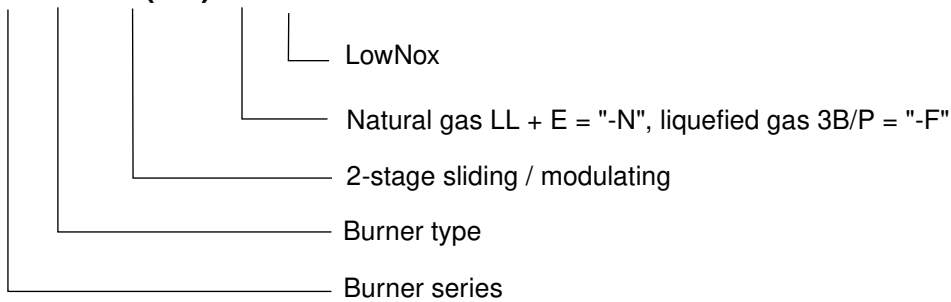 LowNox
Natural gas LL + E = "-N", liquefied gas 3B/P = "-F"
2-stage sliding / modulating
Burner type
Burner series